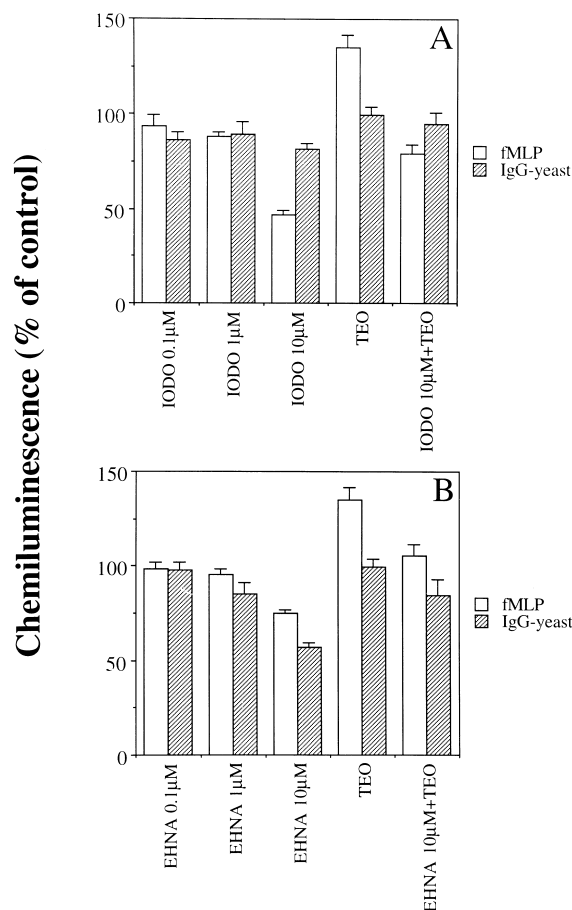 Chemiluminescence (% of control)
A
150
100
50
0
fMLP
IgG-yeast
IODO 0.1µM
IODO 1µM
IODO 10µM
TEO
IODO 10µM+TEO
B
150
100
50
0
fMLP
IgG-yeast
EHNA 0.1µM
EHNA 1µM
EHNA 10µM
TEO
EHNA 10µM+TEO